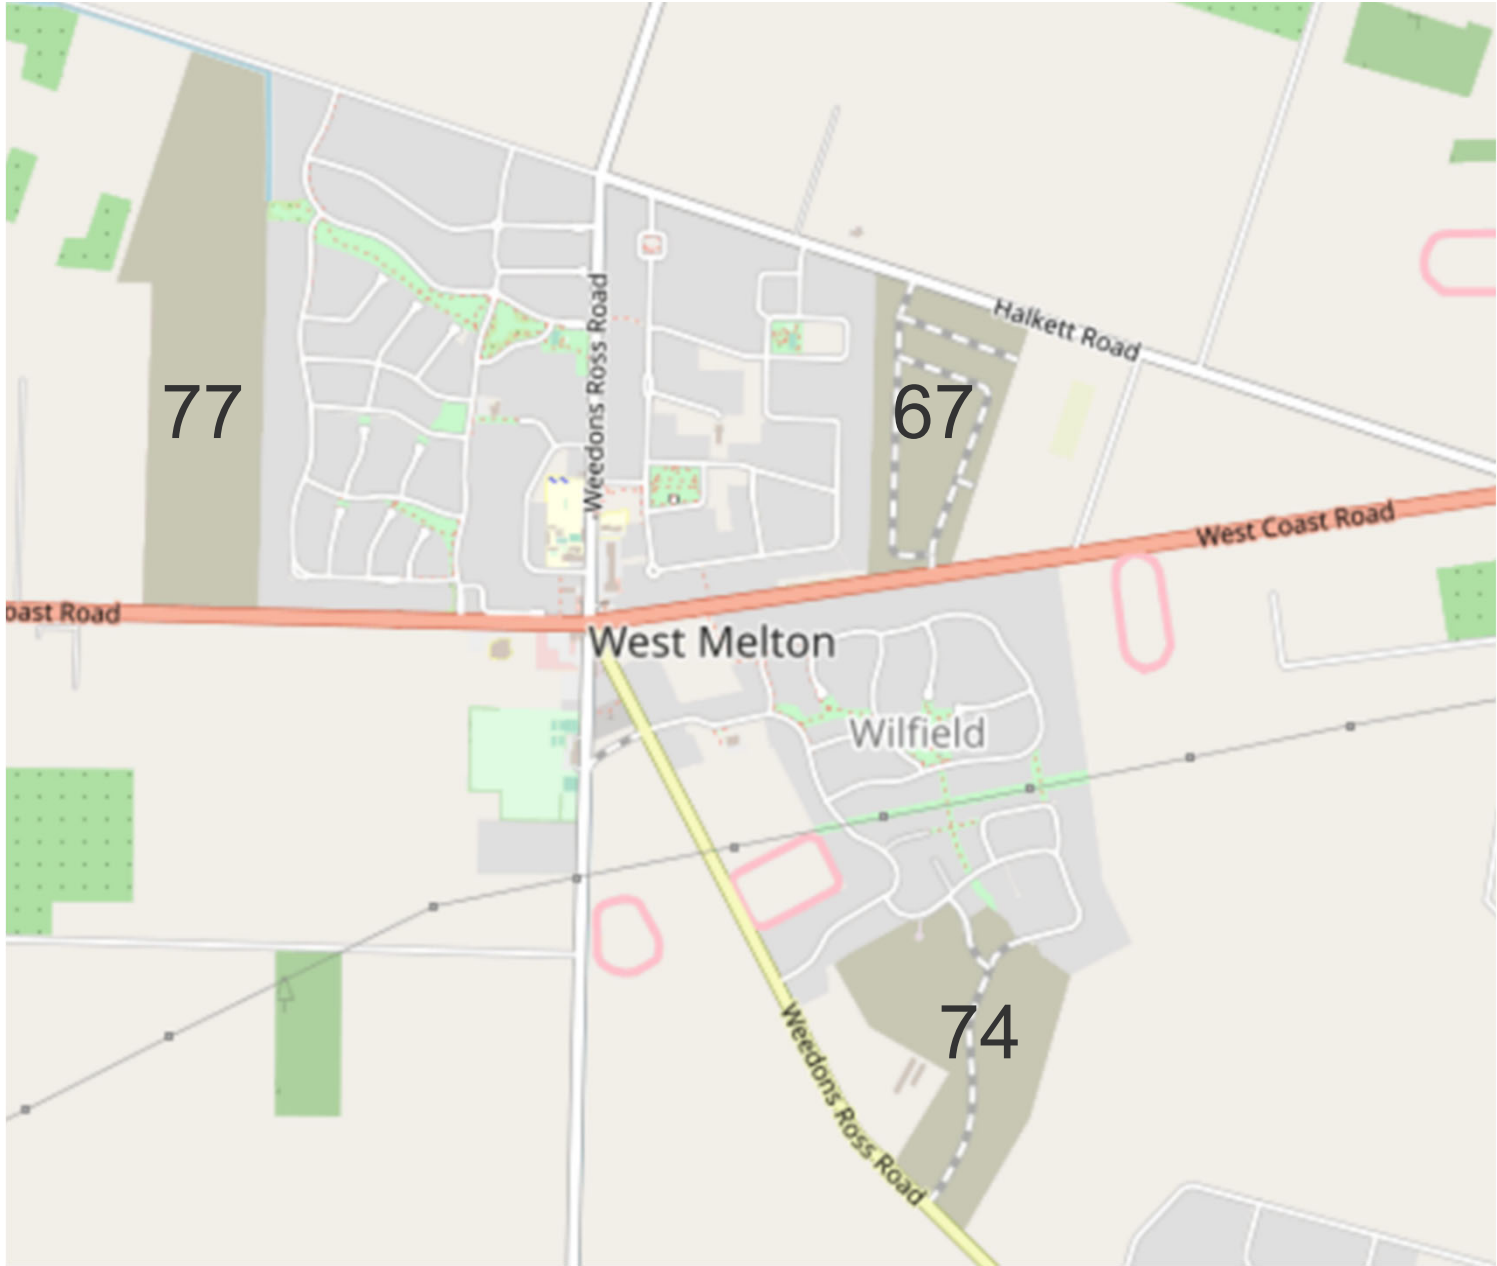 Weedons Ross Road
Halkett Road
77
67
West Coast Road
oast Road
West Melton
Wilfield
74
Weedons Ross Road